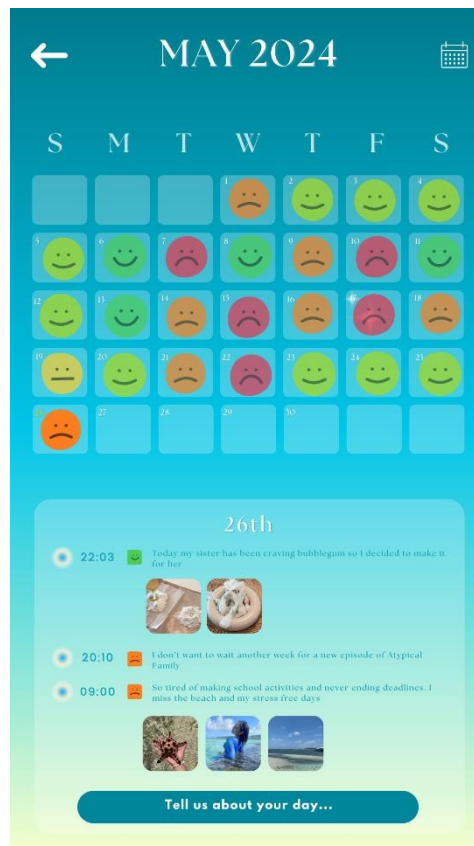 MAY 2024
S M T W T F S
1 2 3 4
5 6 7 8 9 10 11
12 13 14 15 16 17 18
19 20 21 22 23 24 25
26 27 28 29 30
26th
22:03 Today my sister has been craving bubblegum so I decided to make it
for her
20:10 I don't want to wait another week for a new episode of Atypical
Family
09:00 So tired of making school activities and never ending deadlines. I
miss the beach and my stress free days
Tell us about your day...